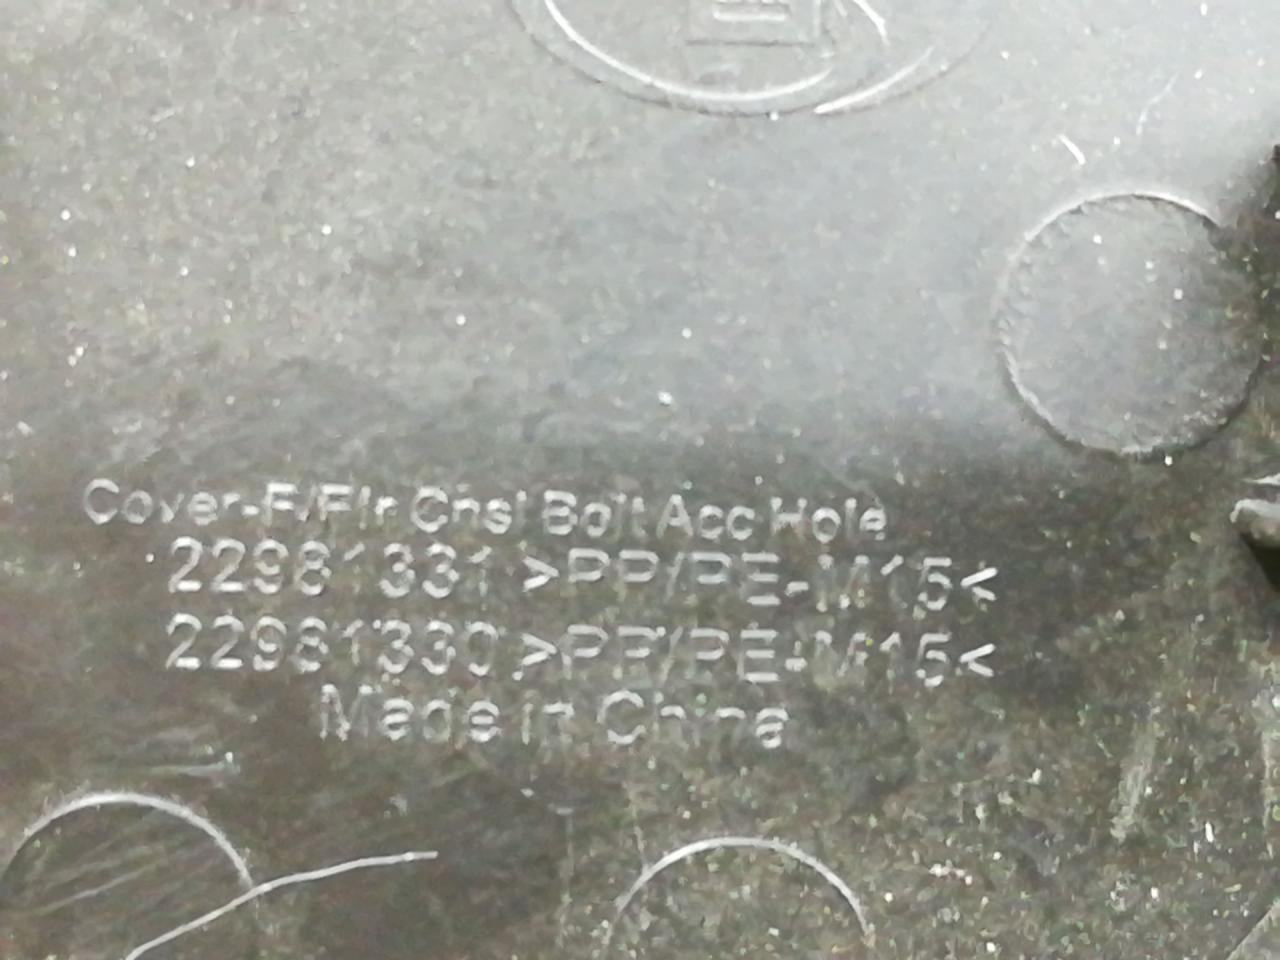 Cover-F/Flr Cnsl Bolt Acc Hole
22981331 >PP/PE-M15<
22981330 >PP/PE-M15<
Made in China